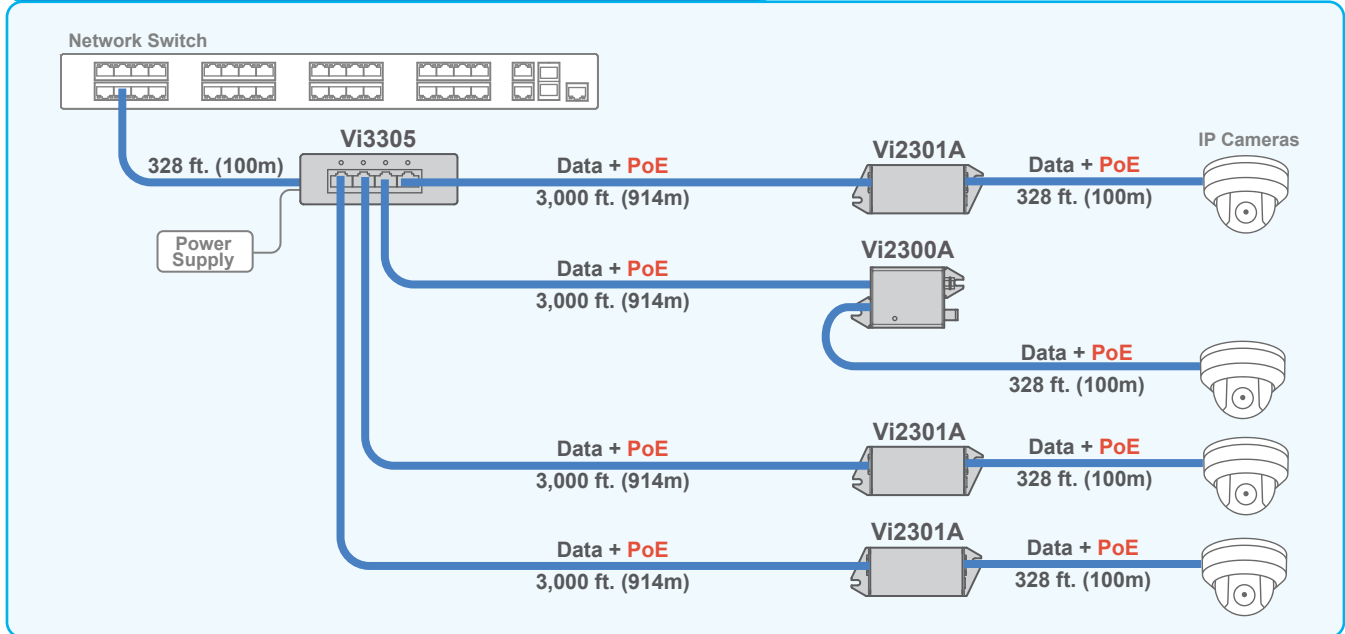 Network Switch
Vi3305
328 ft. (100m)
Power
Supply
Data + PoE
3,000 ft. (914m)
Vi2301A
Data + PoE
328 ft. (100m)
IP Cameras
Data + PoE
3,000 ft. (914m)
Vi2300A
Data + PoE
328 ft. (100m)
Data + PoE
3,000 ft. (914m)
Vi2301A
Data + PoE
328 ft. (100m)
Data + PoE
3,000 ft. (914m)
Vi2301A
Data + PoE
328 ft. (100m)